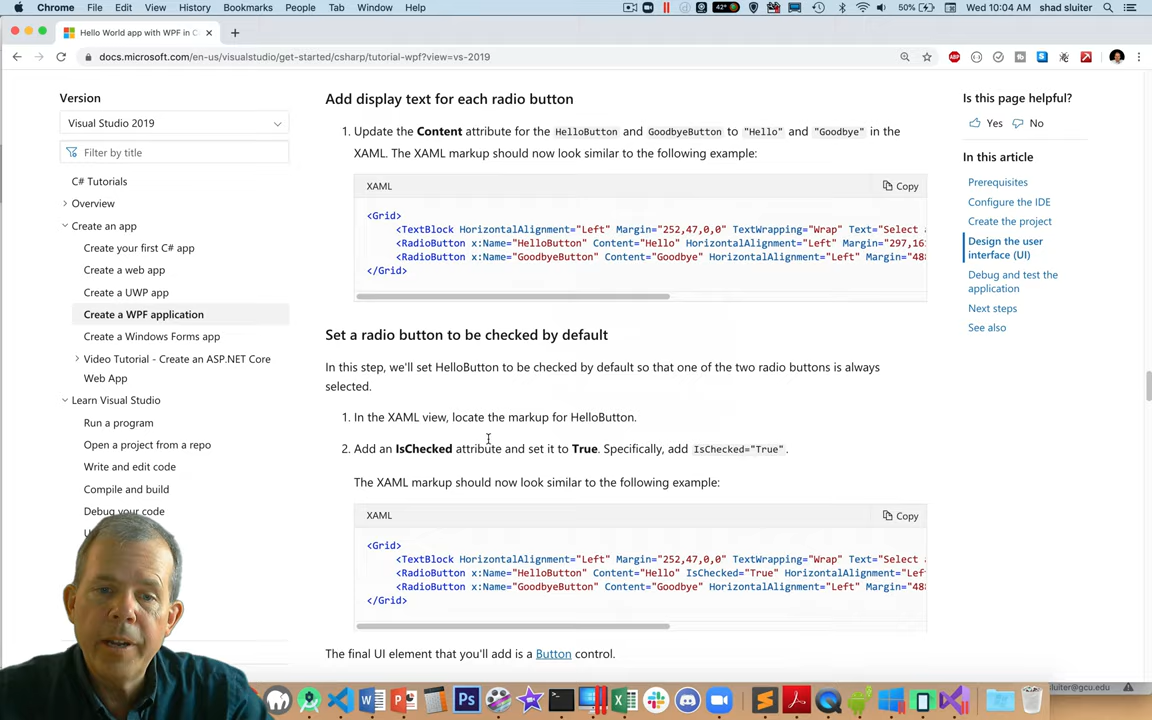 Chrome File Edit View History Bookmarks People Tab Window Help
42° 50% Wed 10:04 AM shad sluiter
Hello World app with WPF in C
docs.microsoft.com/en-us/visualstudio/get-started/csharp/tutorial-wpf?view=vs-2019
Version
Visual Studio 2019
Filter by title
C# Tutorials
Overview
Create an app
Create your first C# app
Create a web app
Create a UWP app
Create a WPF application
Create a Windows Forms app
Video Tutorial - Create an ASP.NET Core
Web App
Learn Visual Studio
Run a program
Open a project from a repo
Write and edit code
Compile and build
Debug your code
Add display text for each radio button
1. Update the Content attribute for the HelloButton and GoodbyeButton to "Hello" and "Goodbye" in the
XAML. The XAML markup should now look similar to the following example:
XAML Copy
<Grid>
<TextBlock HorizontalAlignment="Left" Margin="252,47,0,0" TextWrapping="Wrap" Text="Select
<RadioButton x:Name="HelloButton" Content="Hello" HorizontalAlignment="Left" Margin="297,16
<RadioButton x:Name="GoodbyeButton" Content="Goodbye" HorizontalAlignment="Left" Margin="48
</Grid>
Set a radio button to be checked by default
In this step, we'll set HelloButton to be checked by default so that one of the two radio buttons is always
selected.
1. In the XAML view, locate the markup for HelloButton.
2. Add an IsChecked attribute and set it to True. Specifically, add IsChecked="True".
The XAML markup should now look similar to the following example:
XAML Copy
<Grid>
<TextBlock HorizontalAlignment="Left" Margin="252,47,0,0" TextWrapping="Wrap" Text="Select
<RadioButton x:Name="HelloButton" Content="Hello" IsChecked="True" HorizontalAlignment="Lef
<RadioButton x:Name="GoodbyeButton" Content="Goodbye" HorizontalAlignment="Left" Margin="48
</Grid>
The final UI element that you'll add is a Button control.
Is this page helpful?
Yes No
In this article
Prerequisites
Configure the IDE
Create the project
Design the user
interface (UI)
Debug and test the
application
Next steps
See also
sluiter@gcu.edu